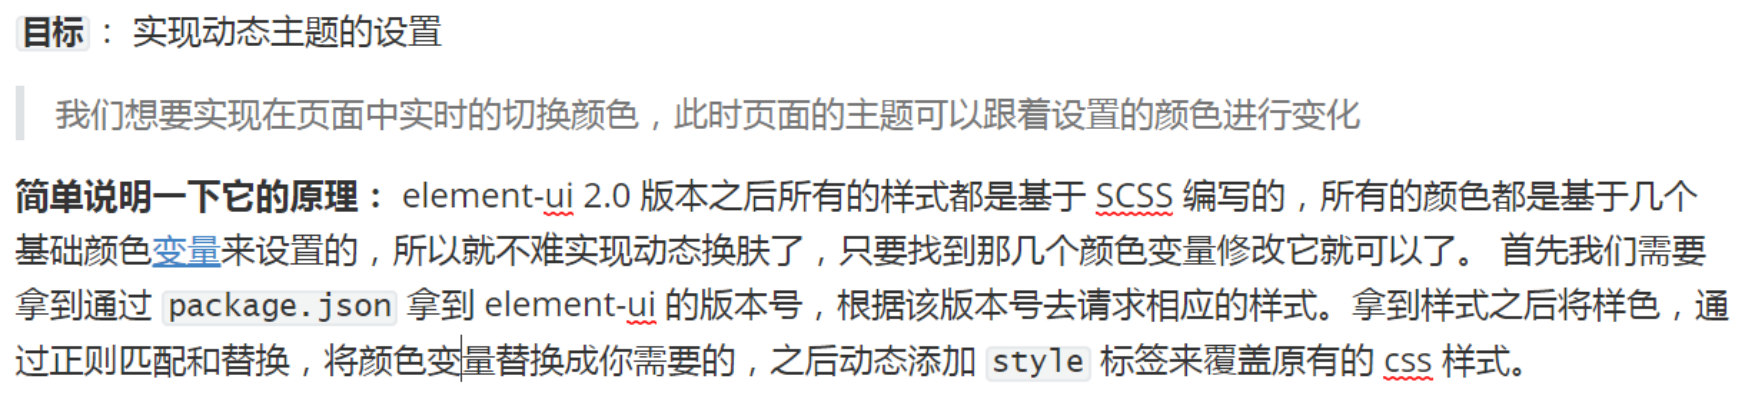 目标 ： 实现动态主题的设置
我们想要实现在页面中实时的切换颜色，此时页面的主题可以跟着设置的颜色进行变化
简单说明一下它的原理： element-ui 2.0 版本之后所有的样式都是基于 SCSS 编写的，所有的颜色都是基于几个
基础颜色变量来设置的，所以就不难实现动态换肤了，只要找到那几个颜色变量修改它就可以了。 首先我们需要
拿到通过 package.json 拿到 element-ui 的版本号，根据该版本号去请求相应的样式。拿到样式之后将样色，通
过正则匹配和替换，将颜色变量替换成你需要的，之后动态添加 style 标签来覆盖原有的 css 样式。